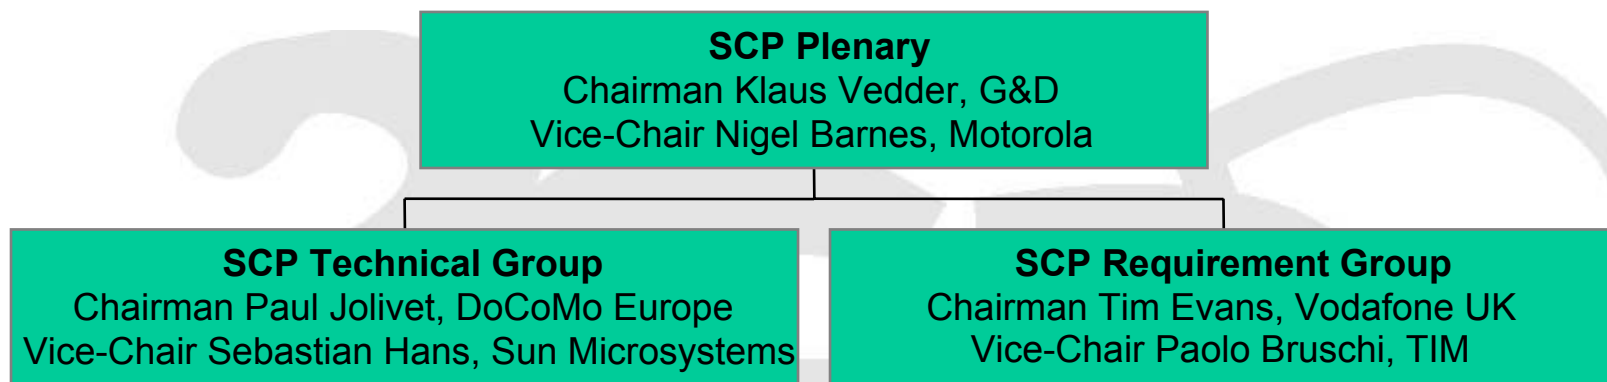 SCP Plenary
Chairman Klaus Vedder, G&D
Vice-Chair Nigel Barnes, Motorola
SCP Technical Group
Chairman Paul Jolivet, DoCoMo Europe
Vice-Chair Sebastian Hans, Sun Microsystems
SCP Requirement Group
Chairman Tim Evans, Vodafone UK
Vice-Chair Paolo Bruschi, TIM